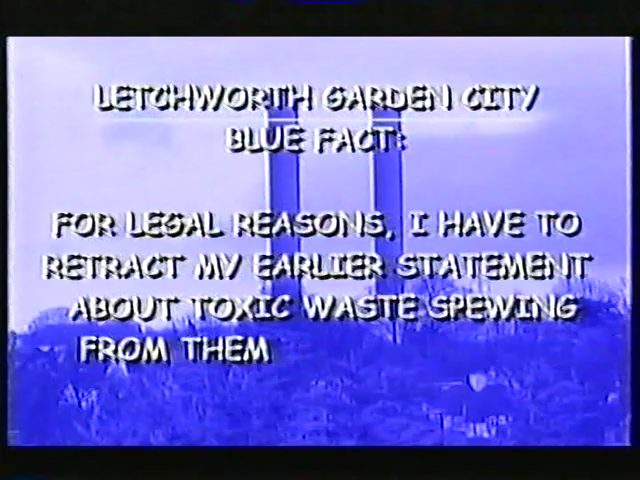 LETCHWORTH GARDEN CITY
BLUE FACT:
FOR LEGAL REASONS, I HAVE TO
RETRACT MY EARLIER STATEMENT
ABOUT TOXIC WASTE SPEWING
FROM THEM